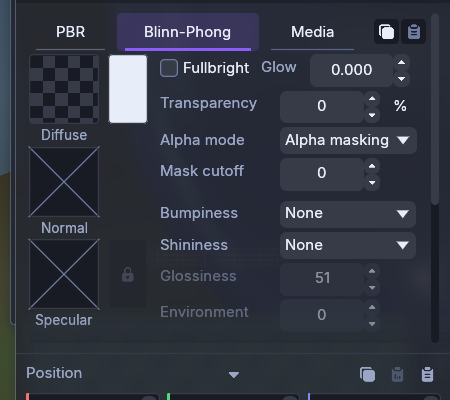 PBR Blinn-Phong Media
Fullbright Glow 0.000
Transparency 0 %
Diffuse
Alpha mode Alpha masking
Mask cutoff 0
Normal
Bumpiness None
Shininess None
Glossiness 51
Specular
Environment 0
Position